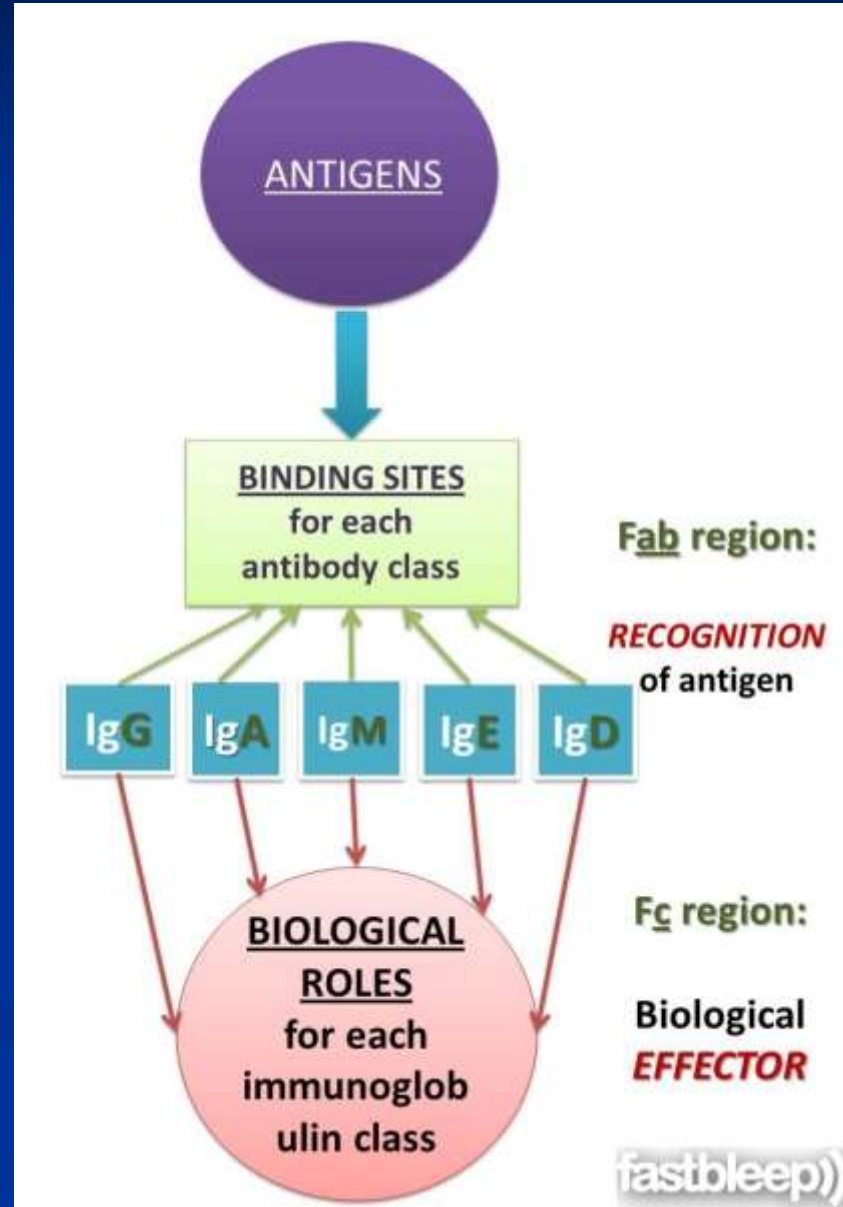 ANTIGENS
BINDING SITES
for each
antibody class
Fab region:
RECOGNITION
of antigen
IgG IgA IgM IgE IgD
BIOLOGICAL
ROLES
for each
immunoglob
ulin class
Fc region:
Biological
EFFECTOR
fastbleep))